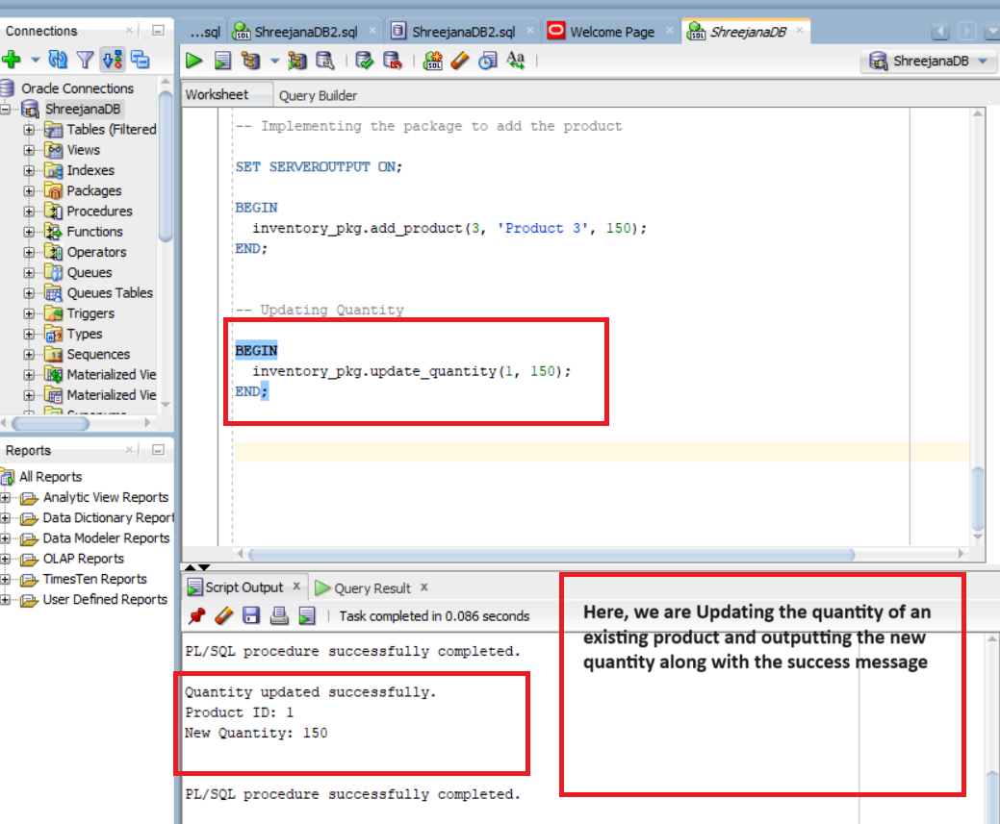 Connections
...sql
ShreejanaDB2.sql
ShreejanaDB2.sql
Welcome Page
ShreejanaDB
ShreejanaDB
Oracle Connections
ShreejanaDB
Tables (Filtered
Views
Indexes
Packages
Procedures
Functions
Operators
Queues
Queues Tables
Triggers
Types
Sequences
Materialized Vie
Materialized Vie
Worksheet
Query Builder
-- Implementing the package to add the product
SET SERVEROUTPUT ON;
BEGIN
inventory_pkg.add_product(3, 'Product 3', 150);
END;
-- Updating Quantity
BEGIN
inventory_pkg.update_quantity(1, 150);
END;
Reports
All Reports
Analytic View Reports
Data Dictionary Report
Data Modeler Reports
OLAP Reports
TimesTen Reports
User Defined Reports
Script Output
Query Result
Task completed in 0.086 seconds
PL/SQL procedure successfully completed.
Quantity updated successfully.
Product ID: 1
New Quantity: 150
PL/SQL procedure successfully completed.
Here, we are Updating the quantity of an
existing product and outputting the new
quantity along with the success message